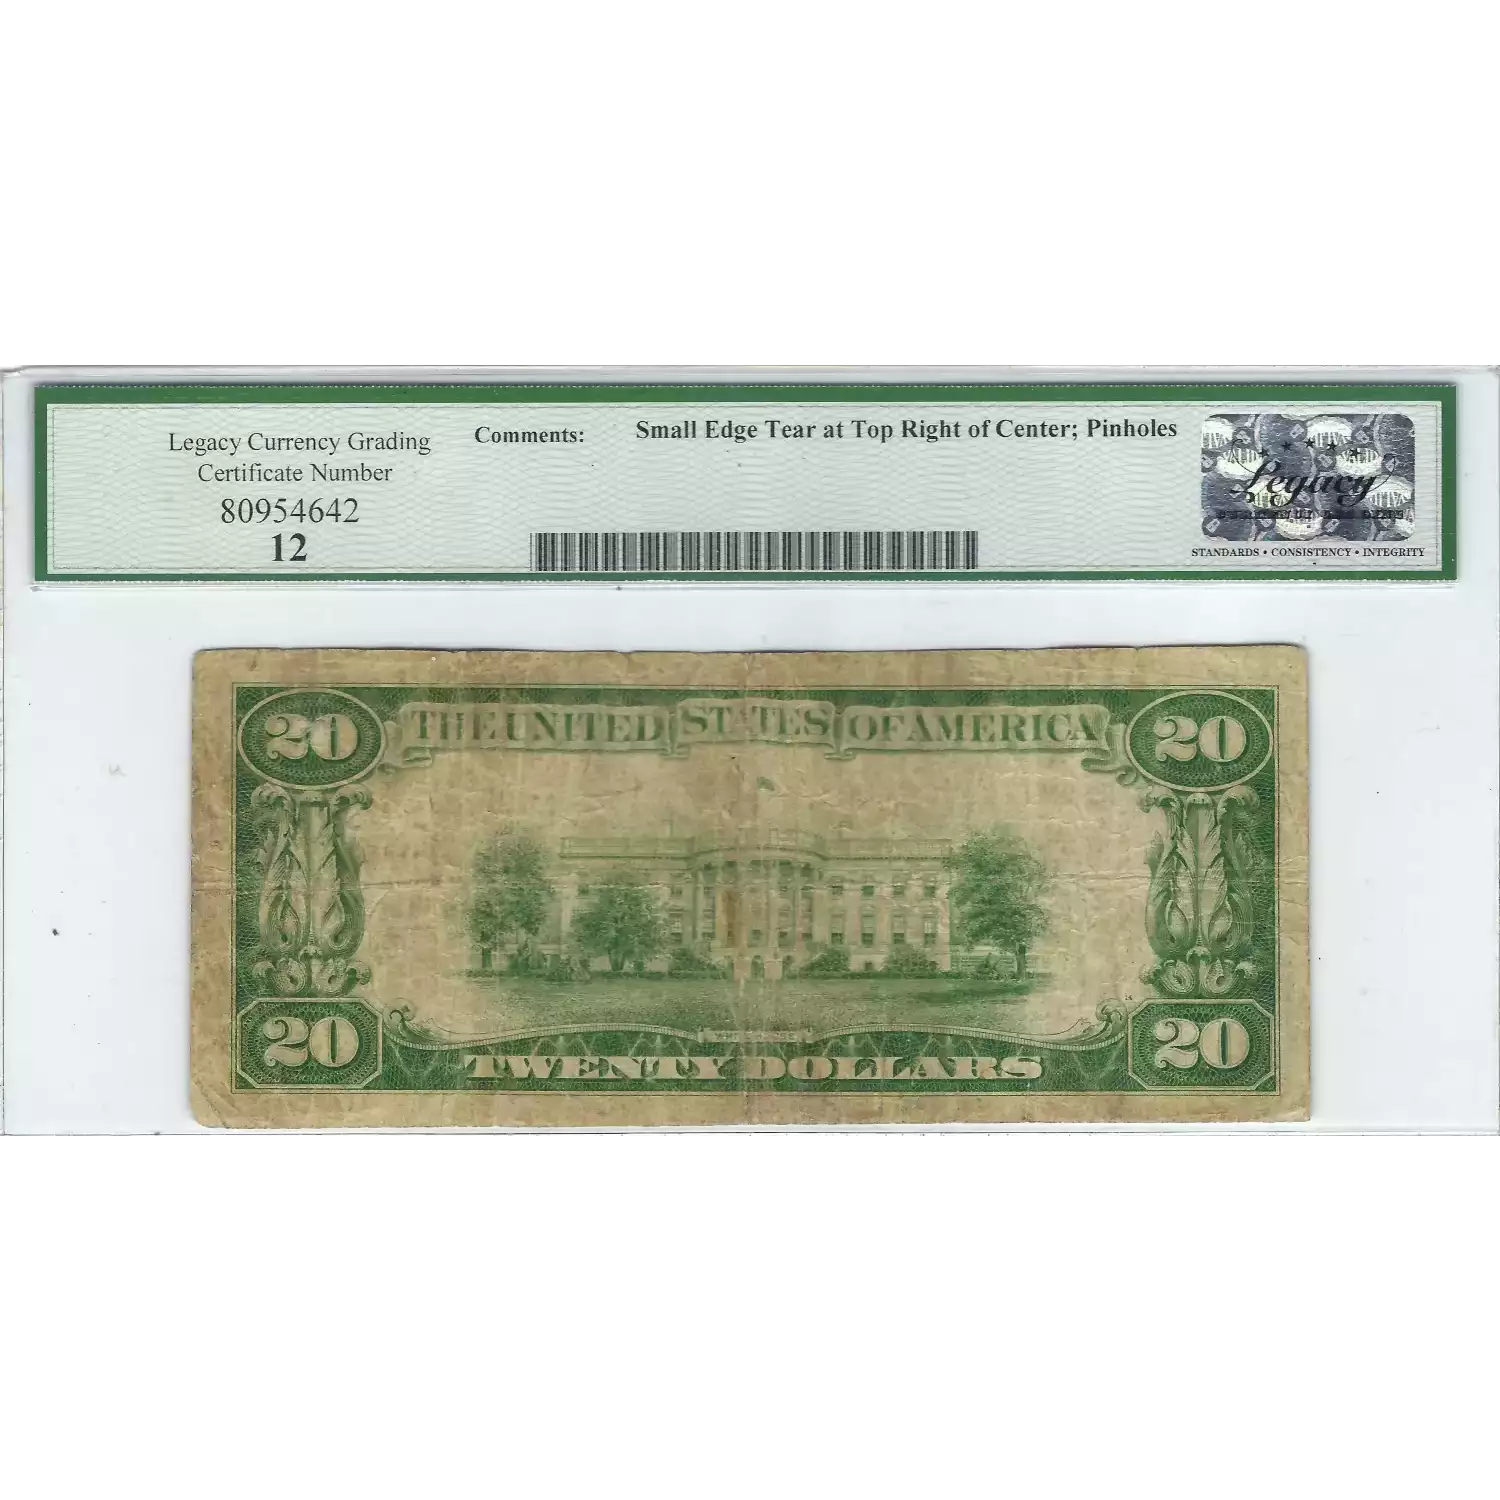 Legacy Currency Grading
Certificate Number
80954642
12
Comments:
Small Edge Tear at Top Right of Center; Pinholes
Legacy
STANDARDS • CONSISTENCY • INTEGRITY
20
THE UNITED STATES OF AMERICA
20
14
20
TWENTY DOLLARS
20